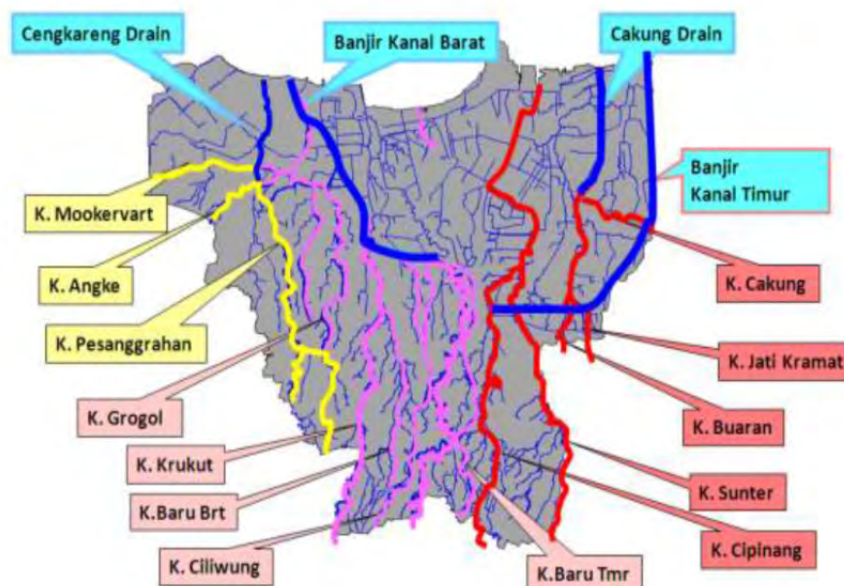 Cengkareng Drain
Banjir Kanal Barat
Cakung Drain
Banjir
Kanal Timur
K. Mookervart
K. Angke
K. Pesanggrahan
K. Grogol
K. Krukut
K.Baru Brt
K. Ciliwung
K.Baru Tmr
K. Cakung
K. Jati Kramat
K. Buaran
K. Sunter
K. Cipinang